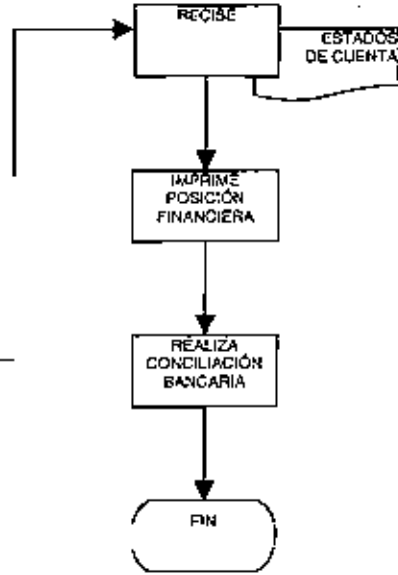 RECIBE
ESTADOS
DE CUENTA
IMPRIME
POSICIÓN
FINANCIERA
REALIZA
CONCILIACIÓN
BANCARIA
FIN